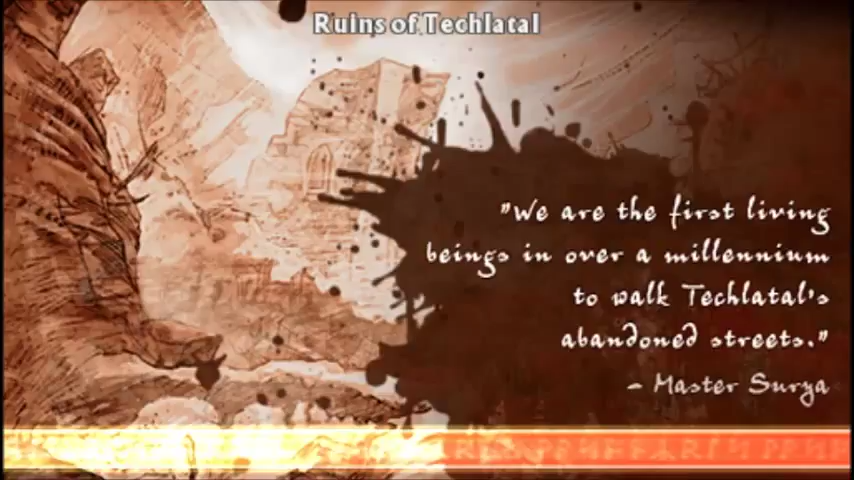 Ruins of Techlatal
"We are the first living
beings in over a millennium
to walk Techlatal's
abandoned streets."
- Master Surya